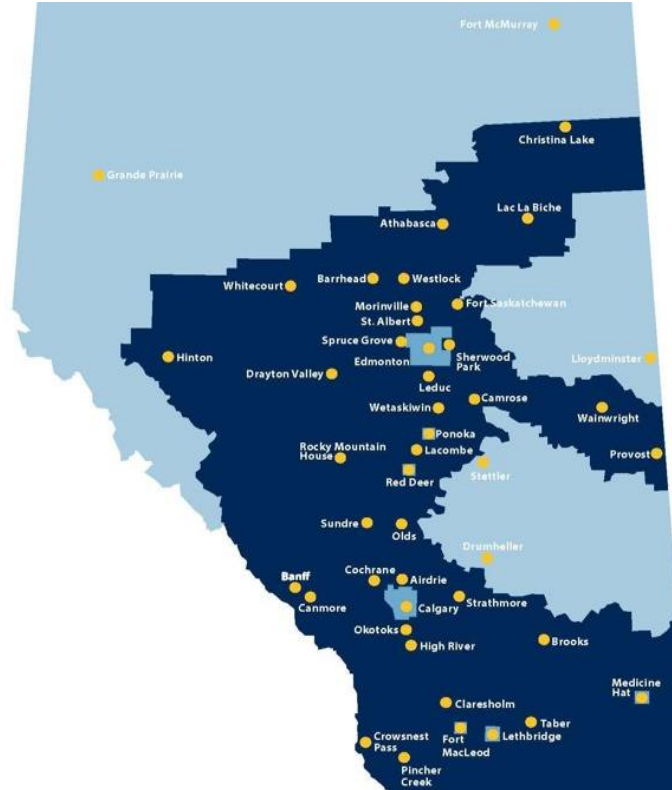 Fort McMurray
Christina Lake
Grande Prairie
Lac La Biche
Athabasca
Whitecourt
Barrhead
Westlock
Morinville
Fort Saskatchewan
St. Albert
Spruce Grove
Edmonton
Sherwood
Park
Hinton
Lloydminster
Drayton Valley
Leduc
Camrose
Wetaskiwin
Wainwright
Ponoka
Rocky Mountain
House
Lacombe
Provost
Red Deer
Stettler
Sundre
Olds
Drumheller
Banff
Cochrane
Airdrie
Canmore
Calgary
Strathmore
Okotoks
High River
Brooks
Medicine
Hat
Claresholm
Taber
Crowsnest
Pass
Fort
MacLeod
Lethbridge
Pincher
Creek